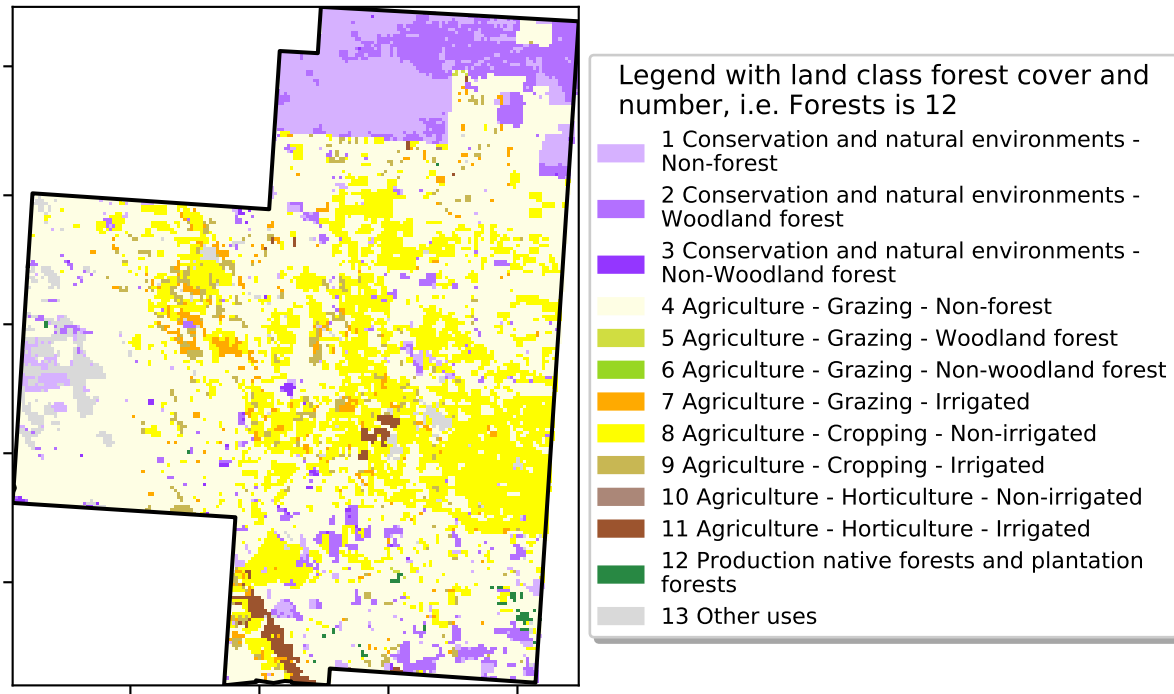 Legend with land class forest cover and
number, i.e. Forests is 12
1 Conservation and natural environments -
Non-forest
2 Conservation and natural environments -
Woodland forest
3 Conservation and natural environments -
Non-Woodland forest
4 Agriculture - Grazing - Non-forest
5 Agriculture - Grazing - Woodland forest
6 Agriculture - Grazing - Non-woodland forest
7 Agriculture - Grazing - Irrigated
8 Agriculture - Cropping - Non-irrigated
9 Agriculture - Cropping - Irrigated
10 Agriculture - Horticulture - Non-irrigated
11 Agriculture - Horticulture - Irrigated
12 Production native forests and plantation
forests
13 Other uses